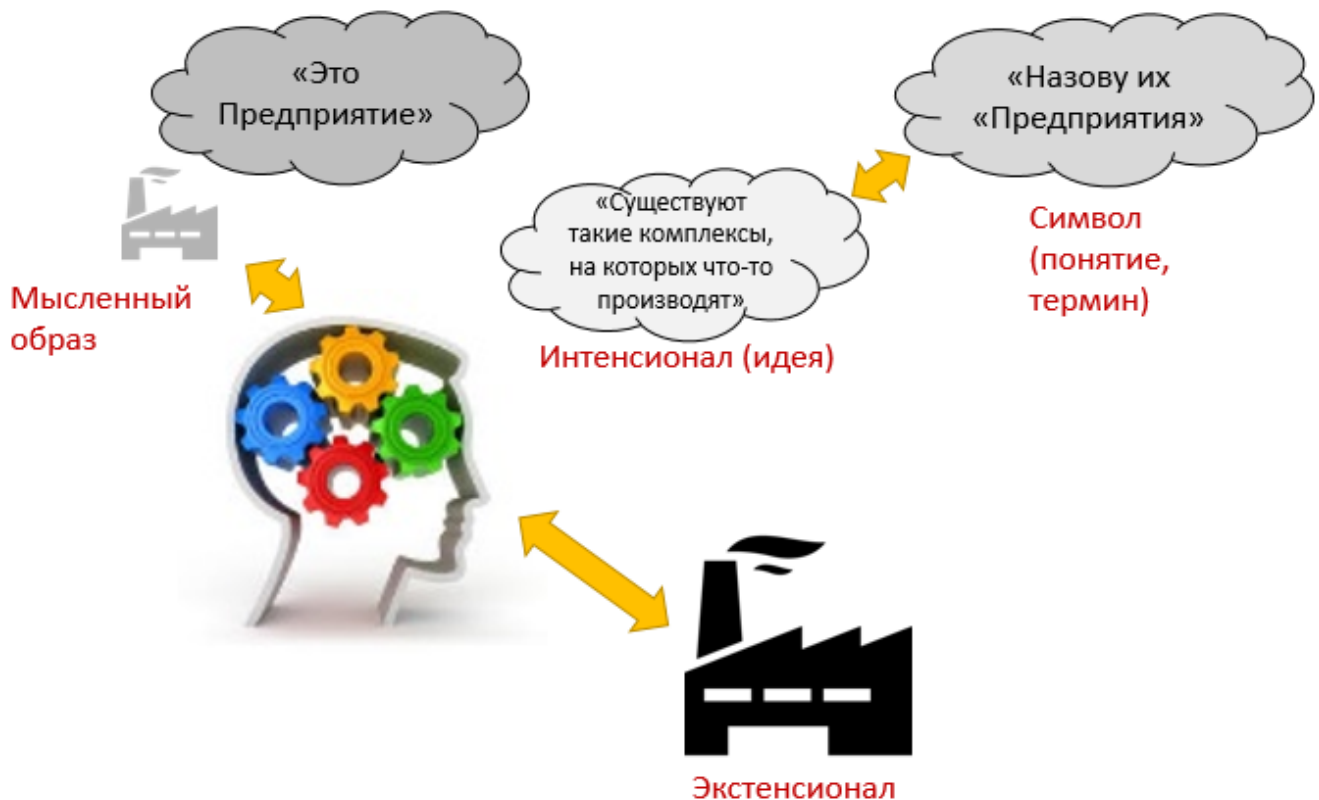 «Это
Предприятие»
«Назову их
«Предприятия»
«Существуют
такие комплексы,
на которых что-то
производят»
Символ
(понятие,
термин)
Мысленный
образ
Интенсионал (идея)
Экстенсионал